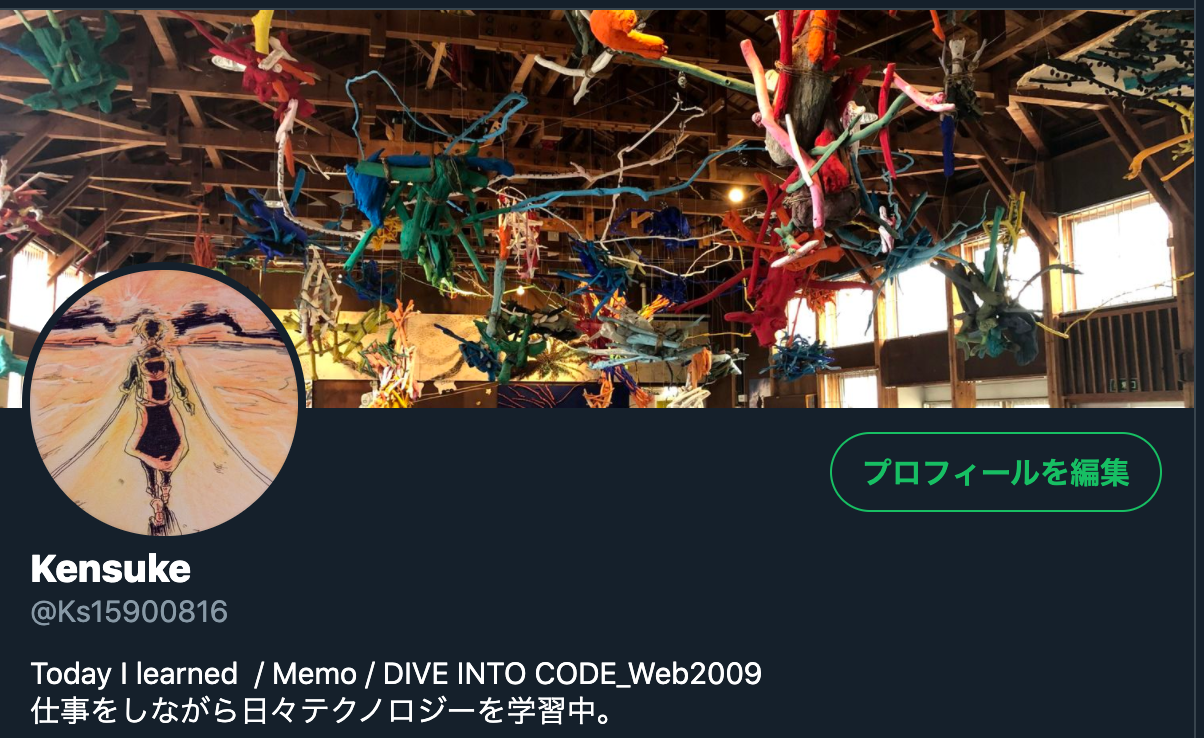 プロフィールを編集
Kensuke
@Ks15900816
Today I learned / Memo / DIVE INTO CODE_Web2009
仕事をしながら日々テクノロジーを学習中。